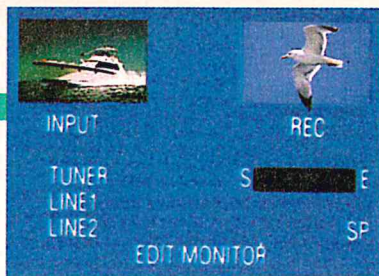 INPUT REC
TUNER S E
LINE1
LINE2 SP
EDIT MONITOR